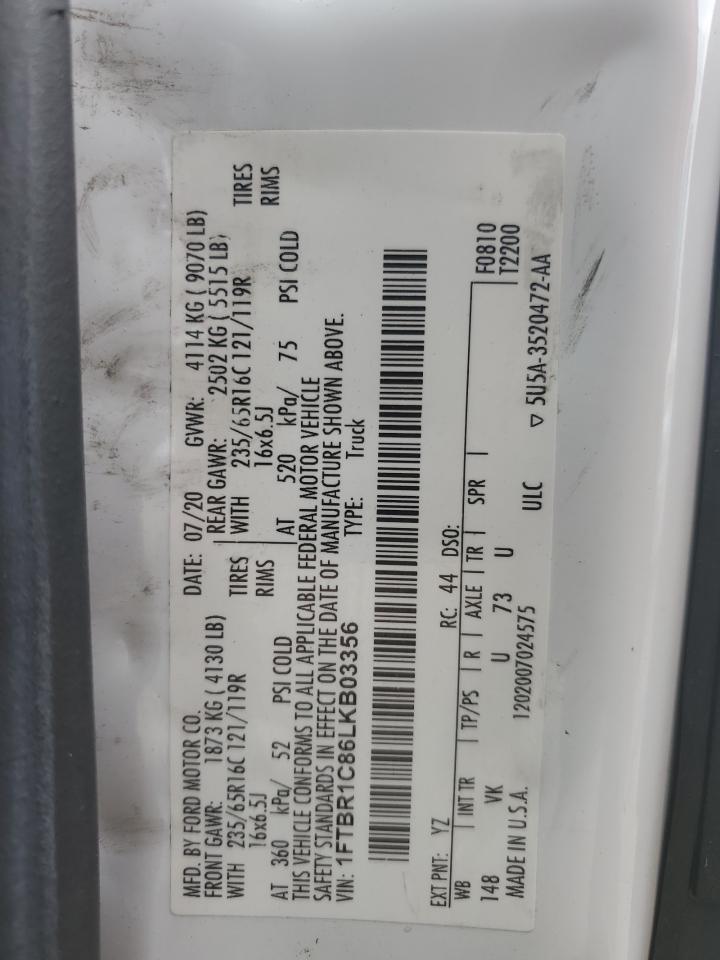 MFD. BY FORD MOTOR CO. DATE: 07/20 GVWR: 4114 KG ( 9070 LB)
FRONT GAWR: 1873 KG ( 4130 LB) REAR GAWR: 2502 KG ( 5515 LB)
WITH 235/65R16C 121/119R TIRES WITH 235/65R16C 121/119R TIRES
16x6.5J RIMS 16x6.5J RIMS
AT 360 kPa/ 52 PSI COLD AT 520 kPa/ 75 PSI COLD
THIS VEHICLE CONFORMS TO ALL APPLICABLE FEDERAL MOTOR VEHICLE
SAFETY STANDARDS IN EFFECT ON THE DATE OF MANUFACTURE SHOWN ABOVE.
VIN: 1FTBR1C86LKB03356 TYPE: Truck
EXT PNT: YZ RC: 44 DSO:
WB INT TR TP/PS R AXLE TR SPR F0810
T2200
148 VK U 73 U
MADE IN U.S.A. 1202007024575 ULC ▽ 5U5A-3520472-AA